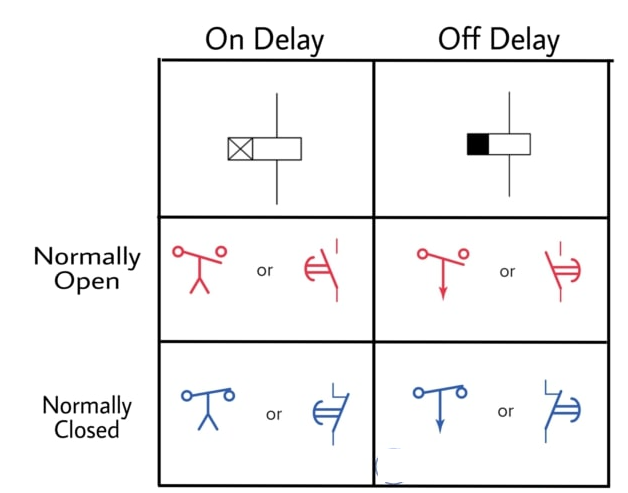 On Delay
Off Delay
Normally
Open
or
or
Normally
Closed
or
or